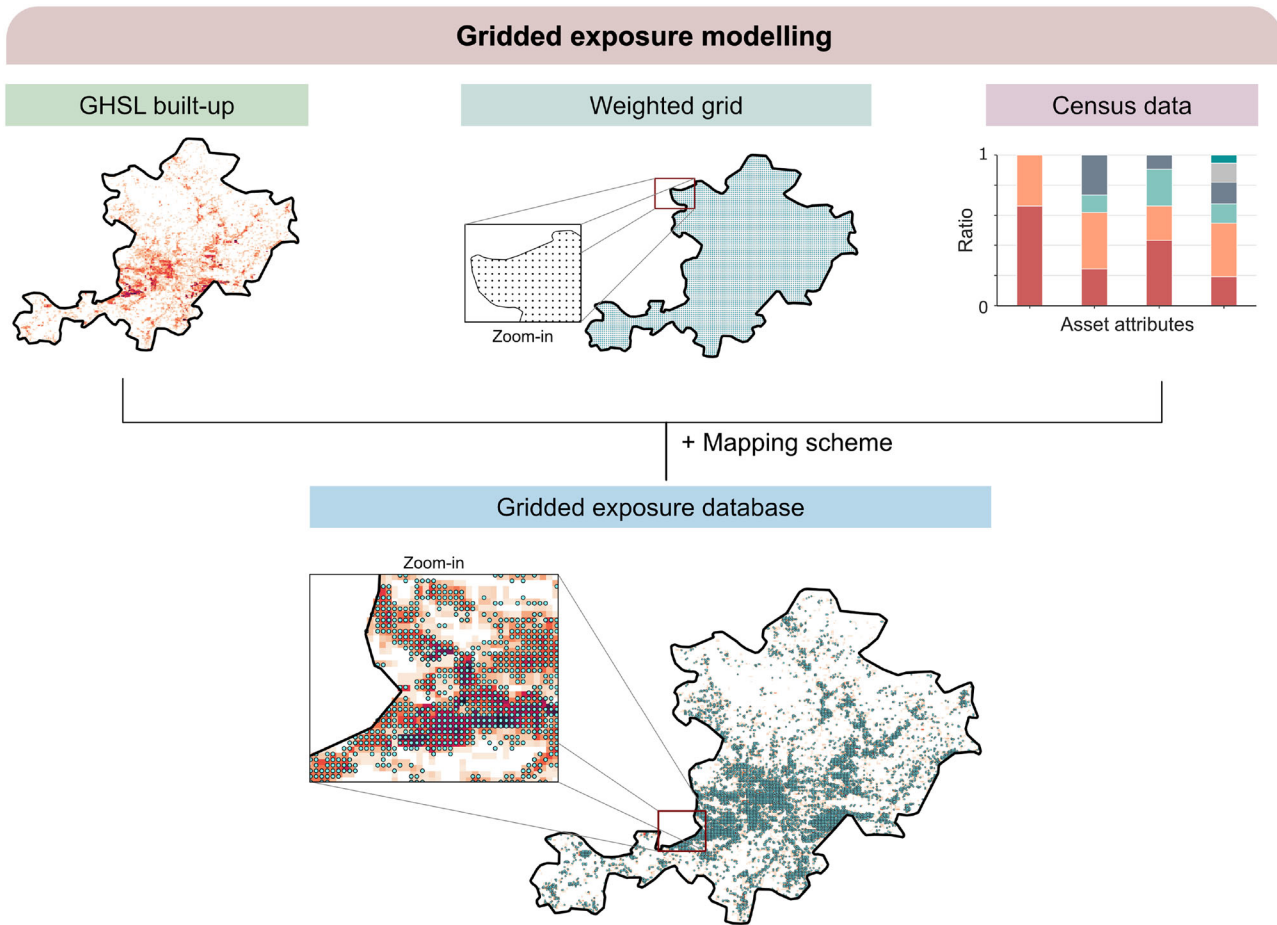 Gridded exposure modelling
GHSL built-up
Weighted grid
Census data
Zoom-in
1
Ratio
0
Asset attributes
+ Mapping scheme
Gridded exposure database
Zoom-in